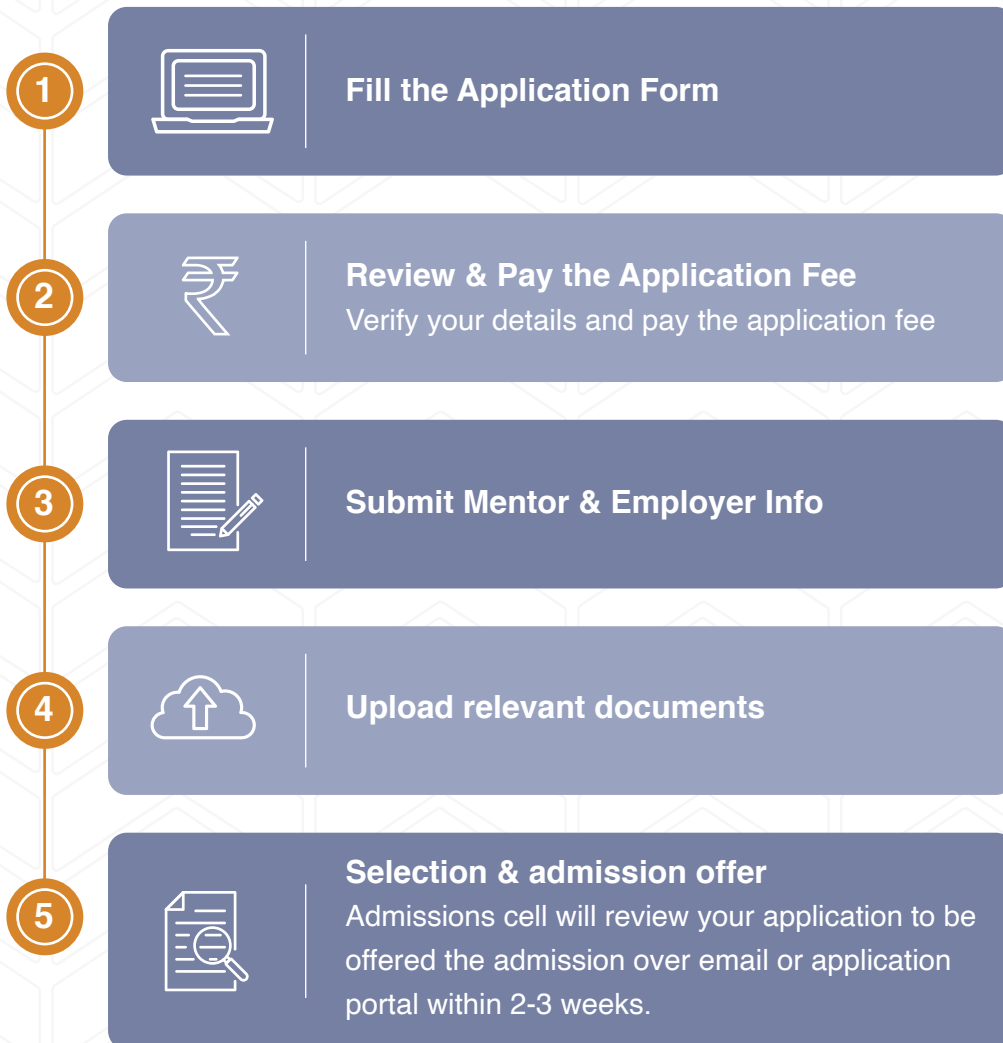 1
Fill the Application Form
2
Review & Pay the Application Fee
Verify your details and pay the application fee
3
Submit Mentor & Employer Info
4
Upload relevant documents
5
Selection & admission offer
Admissions cell will review your application to be
offered the admission over email or application
portal within 2-3 weeks.